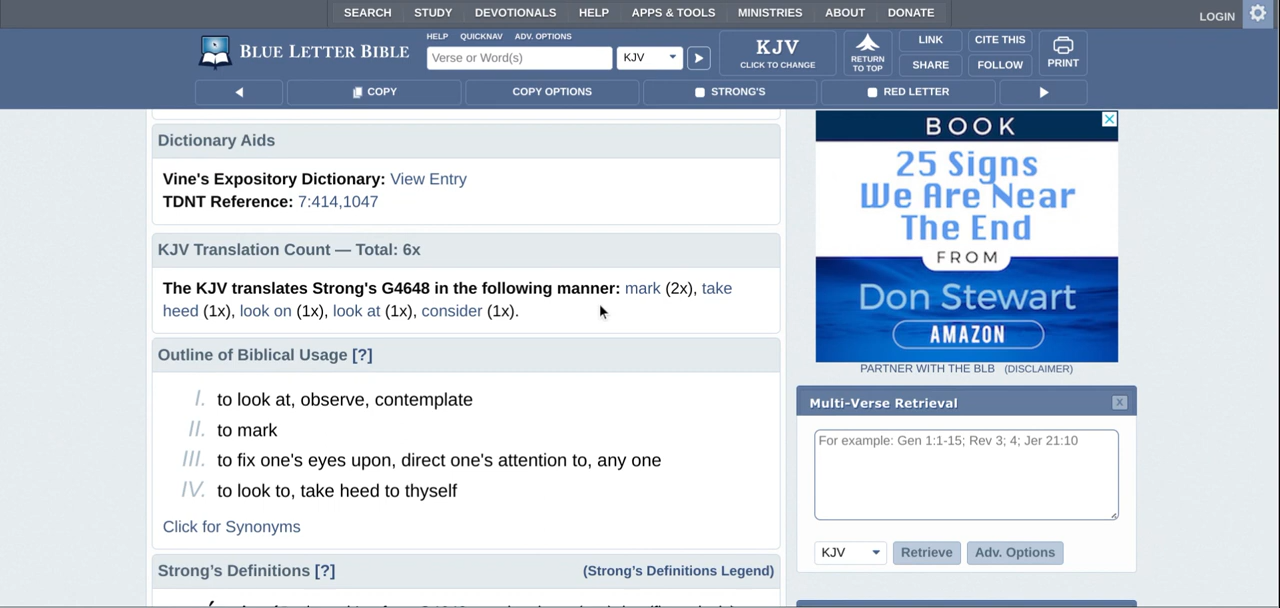 SEARCH STUDY DEVOTIONALS HELP APPS & TOOLS MINISTRIES ABOUT DONATE
LOGIN
BLUE LETTER BIBLE
HELP QUICKNAV ADV. OPTIONS
Verse or Word(s) KJV
KJV
CLICK TO CHANGE
RETURN
TO TOP
LINK CITE THIS
SHARE FOLLOW
PRINT
COPY COPY OPTIONS STRONG'S RED LETTER
Dictionary Aids
Vine's Expository Dictionary: View Entry
TDNT Reference: 7:414,1047
KJV Translation Count — Total: 6x
The KJV translates Strong's G4648 in the following manner: mark (2x), take
heed (1x), look on (1x), look at (1x), consider (1x).
Outline of Biblical Usage [?]
I. to look at, observe, contemplate
II. to mark
III. to fix one's eyes upon, direct one's attention to, any one
IV. to look to, take heed to thyself
Click for Synonyms
Strong’s Definitions [?] (Strong’s Definitions Legend)
BOOK
25 Signs
We Are Near
The End
FROM
Don Stewart
AMAZON
PARTNER WITH THE BLB (DISCLAIMER)
Multi-Verse Retrieval X
For example: Gen 1:1-15; Rev 3; 4; Jer 21:10
KJV Retrieve Adv. Options